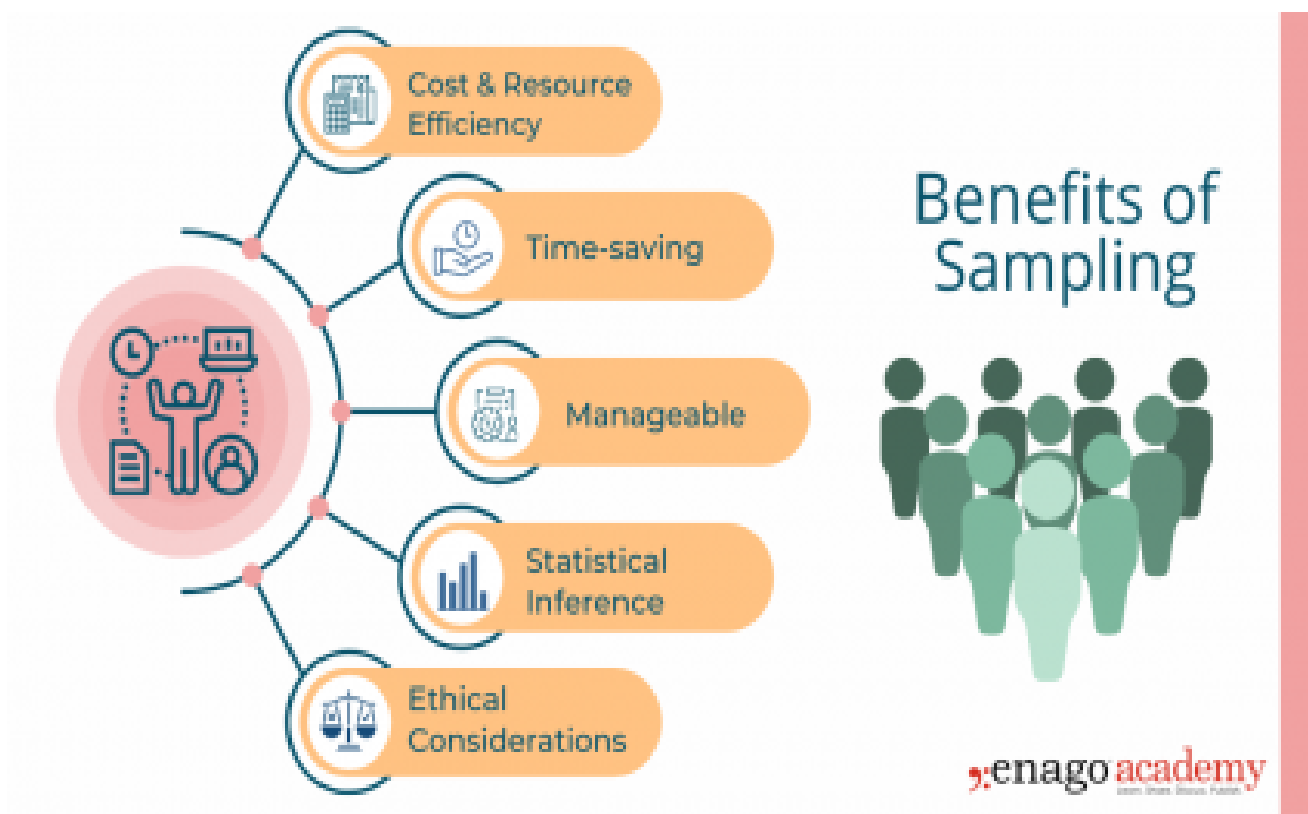 Cost & Resource
Efficiency
Time-saving
Manageable
Statistical
Inference
Ethical
Considerations
Benefits of
Sampling
enago academy